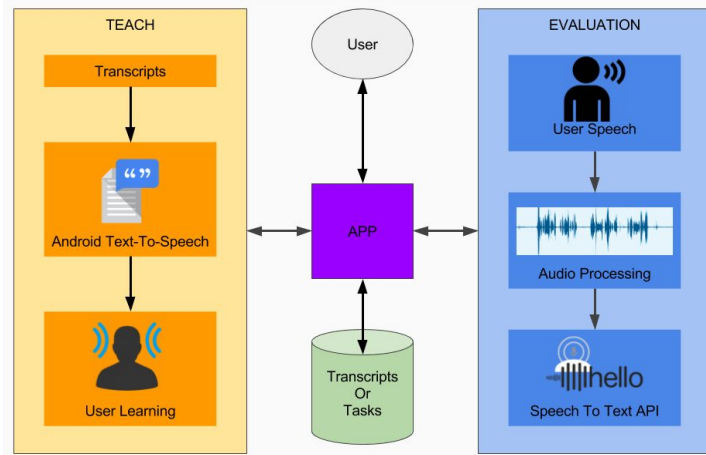 TEACH
Transcripts
“ ”
Android Text-To-Speech
User Learning
User
APP
Transcripts
Or
Tasks
EVALUATION
User Speech
Audio Processing
hello
Speech To Text API